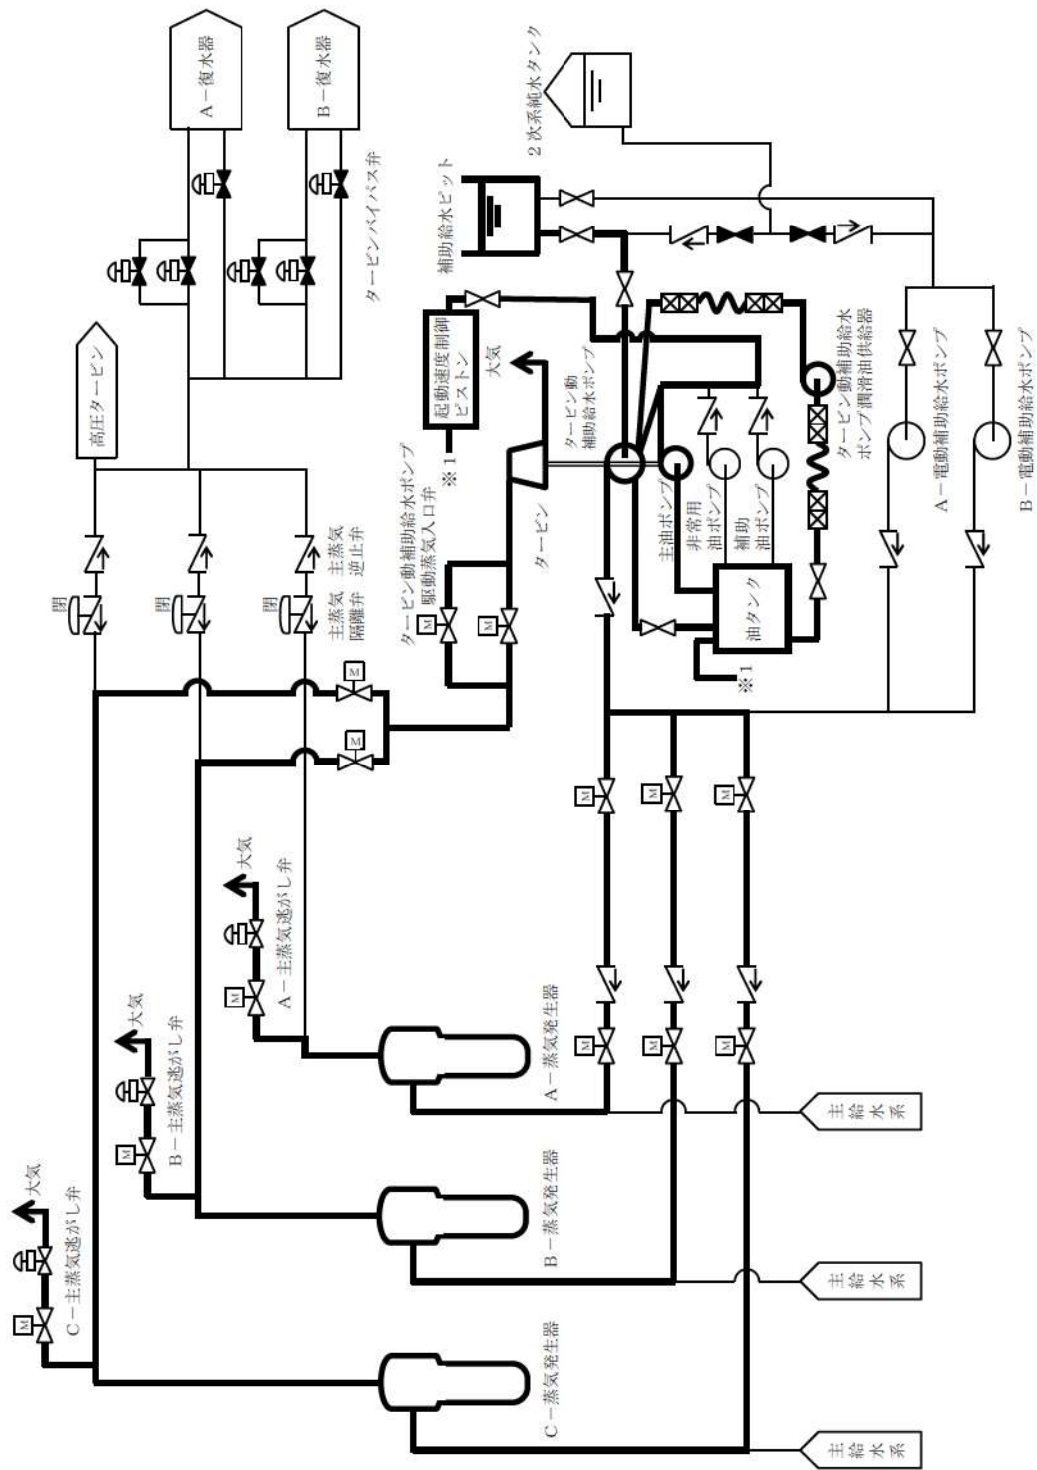 A－復水器
B－復水器
タービンバイパス弁
高圧タービン
2次系純水タンク
補助給水ピット
起動速度制御
ピストン
※1
大気
タービン動
補助給水ポンプ
タービン動補助給水ポンプ
駆動蒸気入口弁
タービン
主蒸気
逆止弁
主蒸気
隔離弁
閉
閉
閉
主油ポンプ
非常用
油ポンプ
補助
油ポンプ
油タンク
※1
タービン動補助給水
ポンプ潤滑油供給器
A－電動補助給水ポンプ
B－電動補助給水ポンプ
M
M
M
M
M
M
M
M
M
M
M
M
M
大気
A－主蒸気逃がし弁
大気
B－主蒸気逃がし弁
大気
C－主蒸気逃がし弁
A－蒸気発生器
B－蒸気発生器
C－蒸気発生器
主給水系
主給水系
主給水系